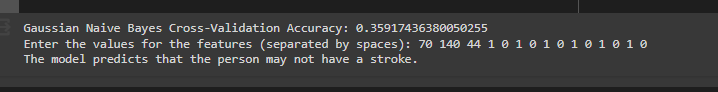 Gaussian Naive Bayes Cross-Validation Accuracy: 0.35917436380050255
Enter the values for the features (separated by spaces): 70 140 44 1 0 1 0 1 0 1 0 1 0 1 0
The model predicts that the person may not have a stroke.